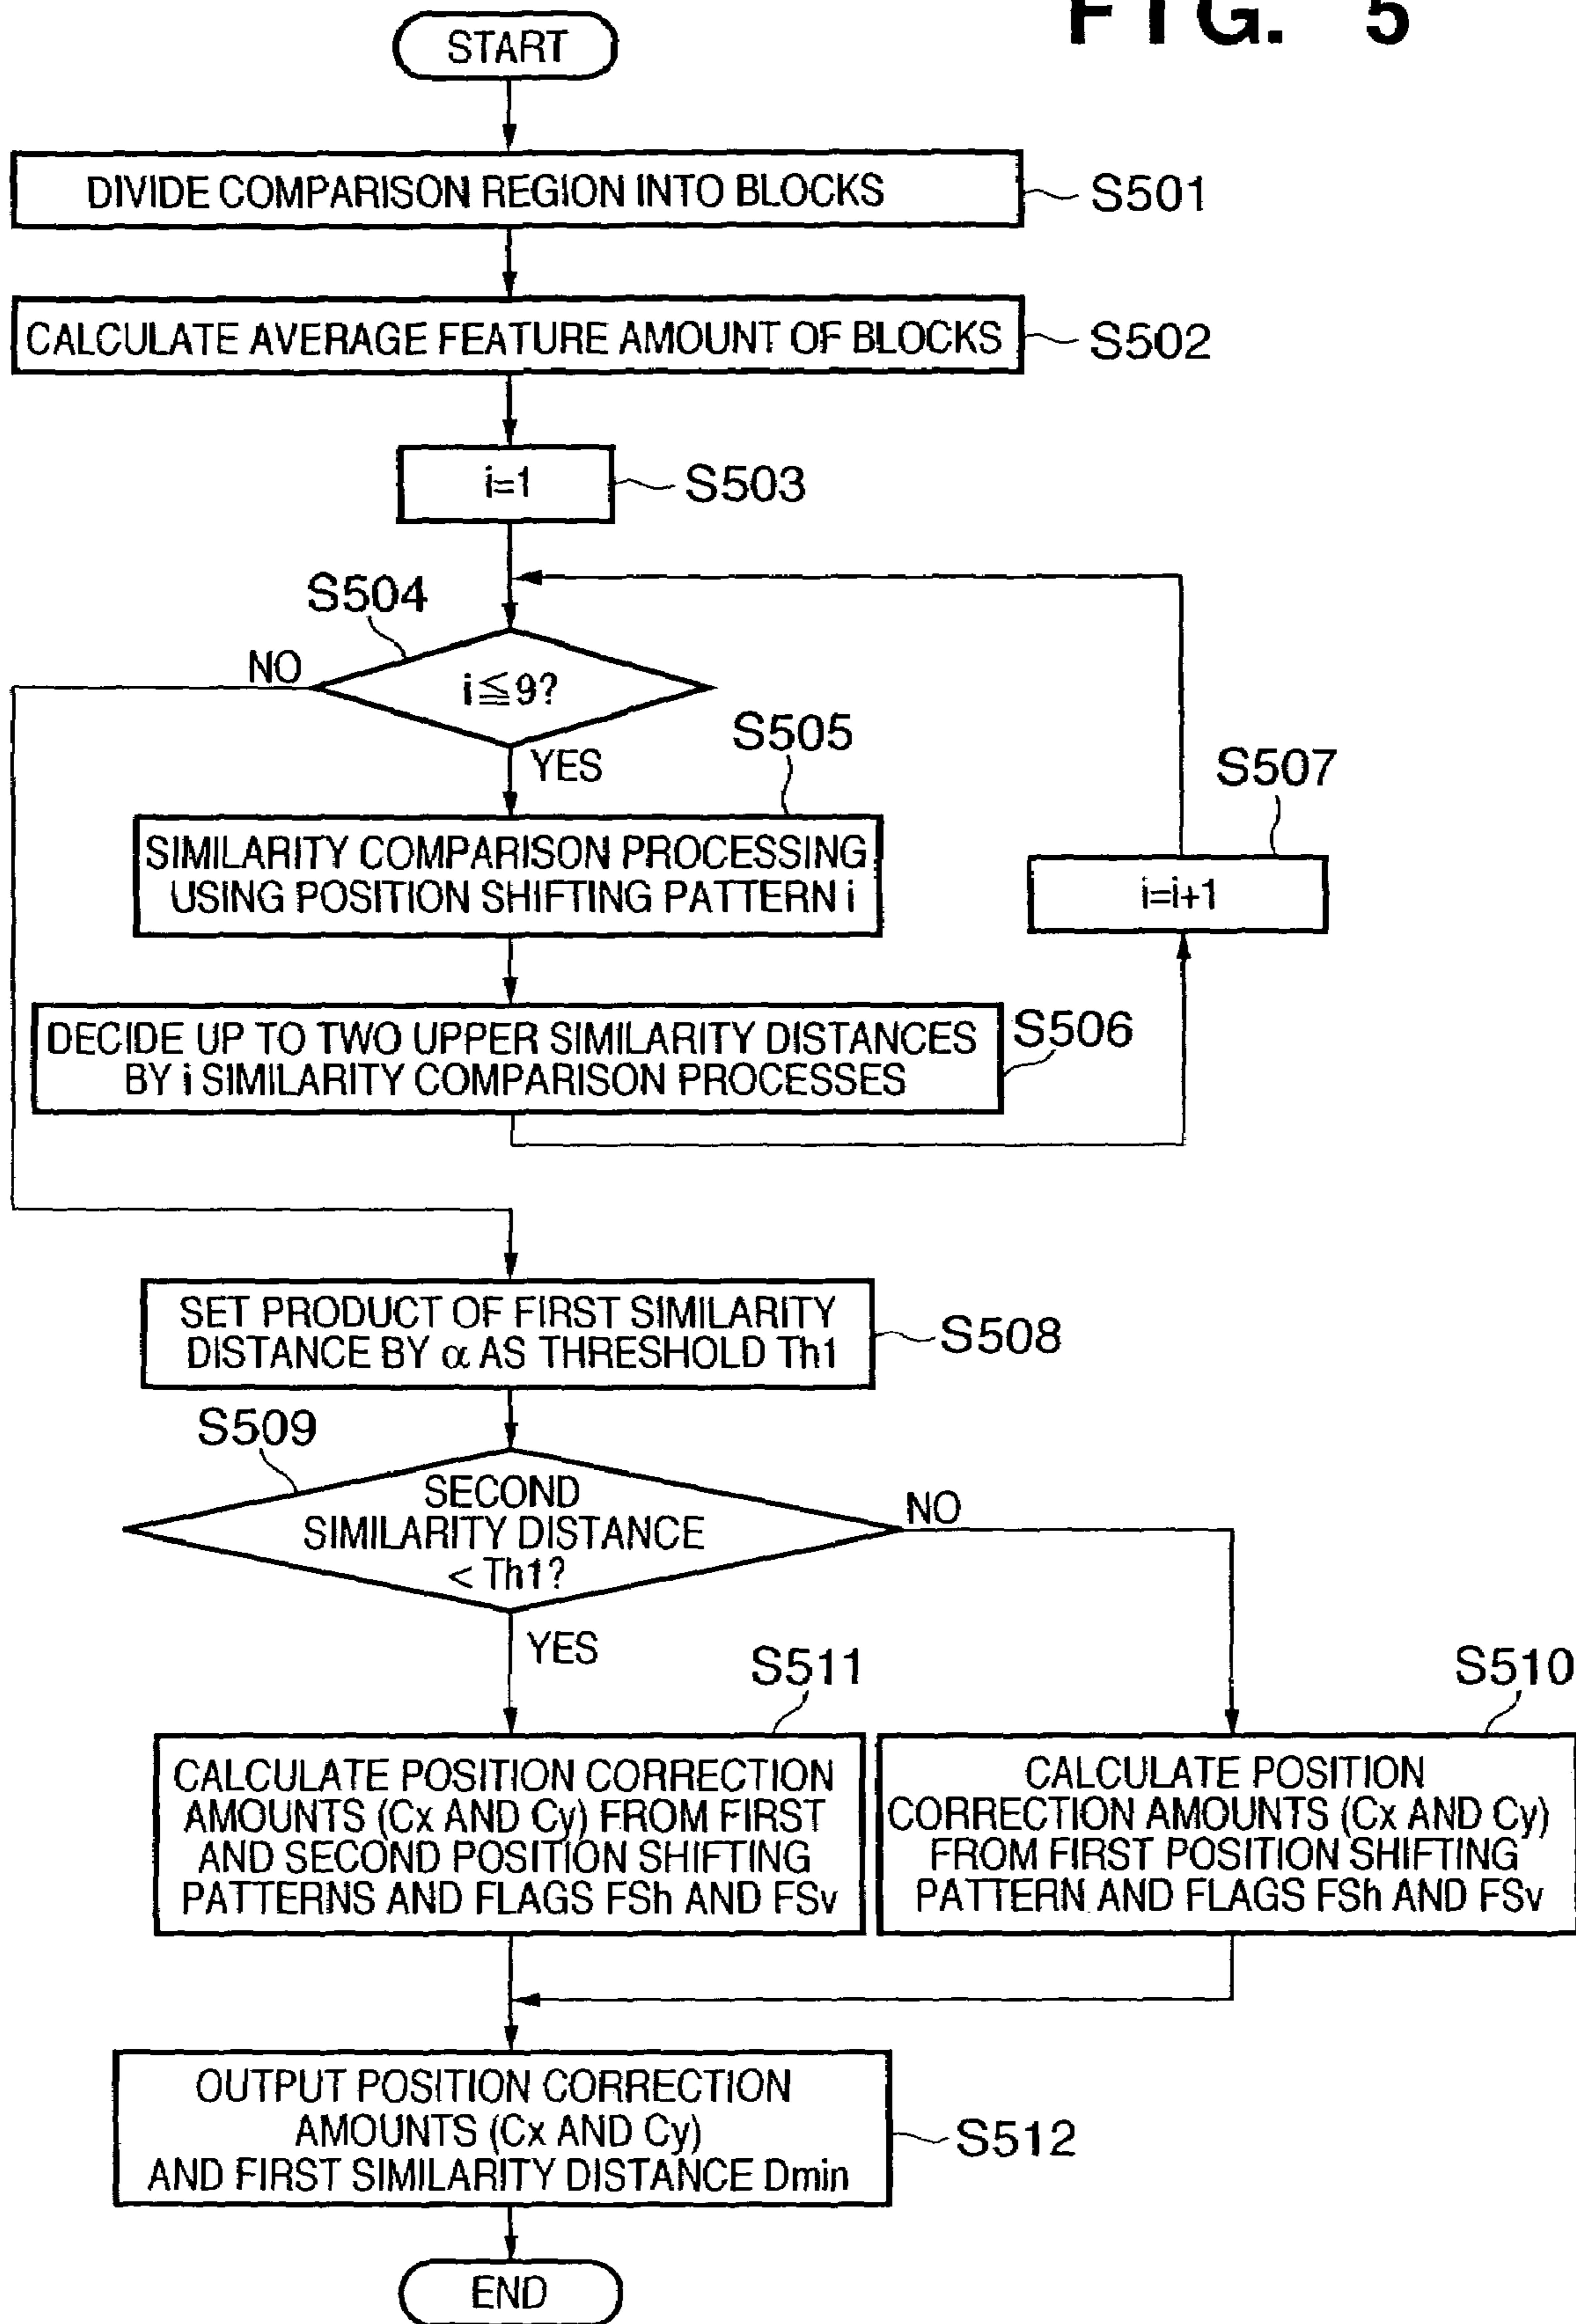 FIG. 5
START
DIVIDE COMPARISON REGION INTO BLOCKS
S501
CALCULATE AVERAGE FEATURE AMOUNT OF BLOCKS
S502
i=1
S503
S504
NO
i≦9?
YES
S505
SIMILARITY COMPARISON PROCESSING
USING POSITION SHIFTING PATTERN i
S507
i=i+1
DECIDE UP TO TWO UPPER SIMILARITY DISTANCES
BY i SIMILARITY COMPARISON PROCESSES
S506
SET PRODUCT OF FIRST SIMILARITY
DISTANCE BY α AS THRESHOLD Th1
S508
S509
SECOND
SIMILARITY DISTANCE
< Th1?
NO
YES
S511
CALCULATE POSITION CORRECTION
AMOUNTS (Cx AND Cy) FROM FIRST
AND SECOND POSITION SHIFTING
PATTERNS AND FLAGS FSh AND FSv
S510
CALCULATE POSITION
CORRECTION AMOUNTS (Cx AND Cy)
FROM FIRST POSITION SHIFTING
PATTERN AND FLAGS FSh AND FSv
OUTPUT POSITION CORRECTION
AMOUNTS (Cx AND Cy)
AND FIRST SIMILARITY DISTANCE Dmin
S512
END